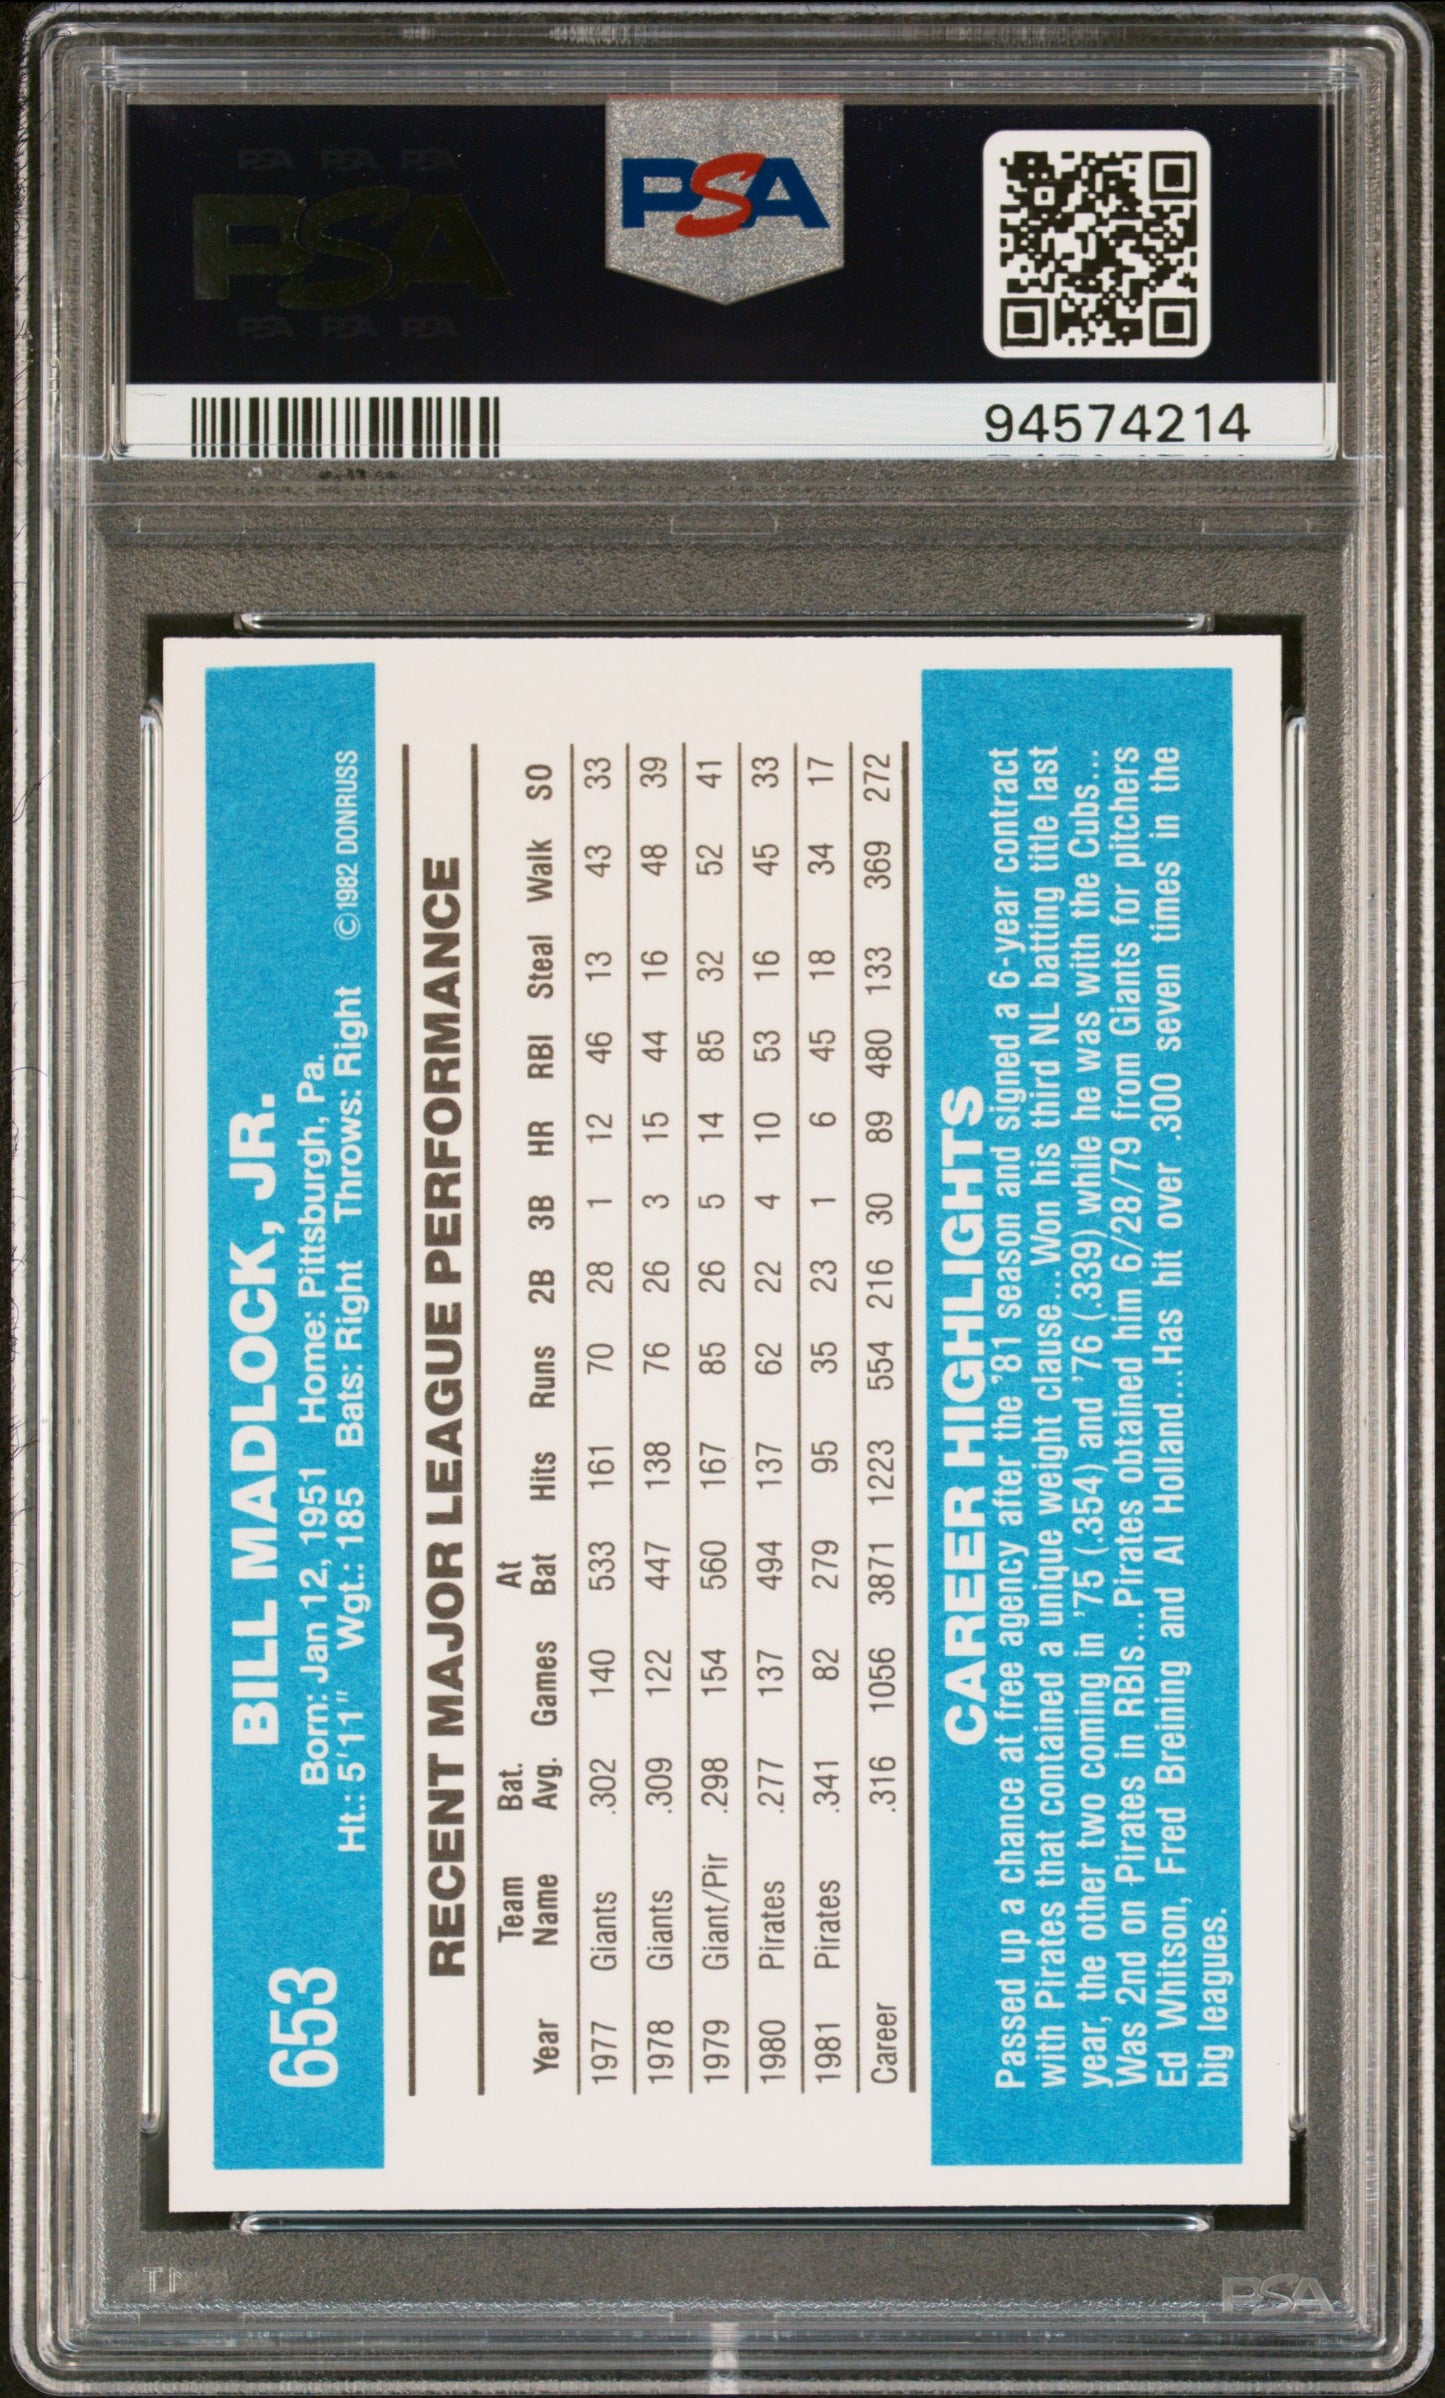 PSA PSA PSA
PSA
PSA PSA PSA
PSA
94574214
653
BILL MADLOCK, JR.
Born: Jan 12, 1951 Home: Pittsburgh, Pa.
Ht.: 5'11" Wgt.: 185 Bats: Right Throws: Right ©1982 DONRUSS
RECENT MAJOR LEAGUE PERFORMANCE
Year Team Name Bat. Avg. Games At Bat Hits Runs 2B 3B HR RBI Steal Walk SO
1977 Giants .302 140 533 161 70 28 1 12 46 13 43 33
1978 Giants .309 122 447 138 76 26 3 15 44 16 48 39
1979 Giant/Pir .298 154 560 167 85 26 5 14 85 32 52 41
1980 Pirates .277 137 494 137 62 22 4 10 53 16 45 33
1981 Pirates .341 82 279 95 35 23 1 6 45 18 34 17
Career .316 1056 3871 1223 554 216 30 89 480 133 369 272
CAREER HIGHLIGHTS
Passed up a chance at free agency after the '81 season and signed a 6-year contract
with Pirates that contained a unique weight clause...Won his third NL batting title last
year, the other two coming in '75 (.354) and '76 (.339) while he was with the Cubs...
Was 2nd on Pirates in RBIs...Pirates obtained him 6/28/79 from Giants for pitchers
Ed Whitson, Fred Breining and Al Holland...Has hit over .300 seven times in the
big leagues.
PSA